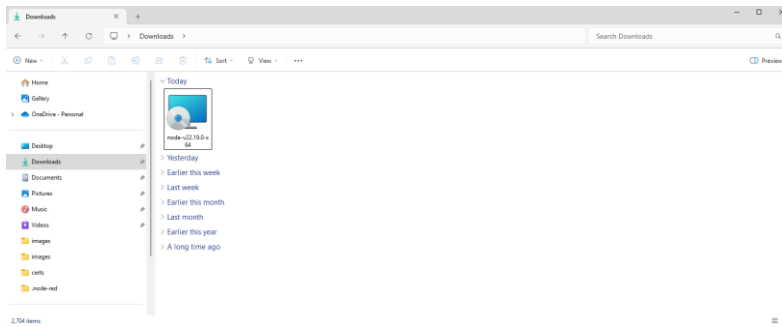 Downloads
Downloads
Search Downloads
New
Sort
View
Preview
Home
Gallery
OneDrive - Personal
Desktop
Downloads
Documents
Pictures
Music
Videos
images
images
certs
.node-red
Today
node-v22.19.0-x
64
Yesterday
Earlier this week
Last week
Earlier this month
Last month
Earlier this year
A long time ago
2,704 items